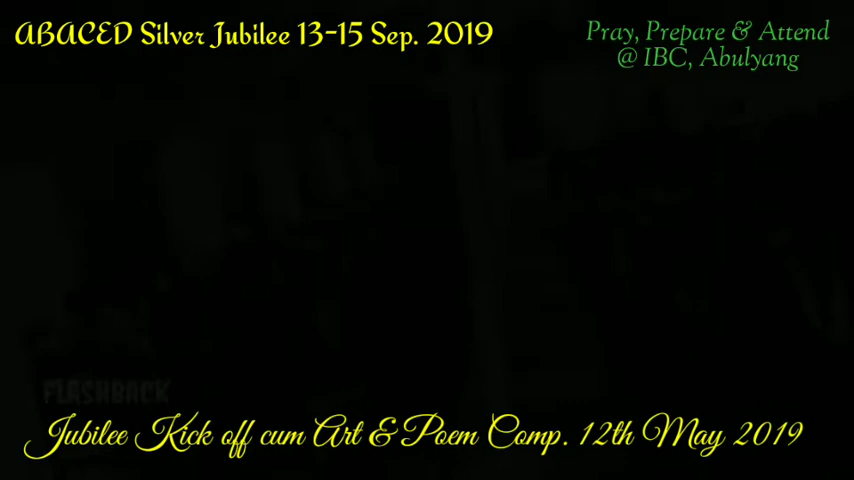 ABACED Silver Jubilee 13-15 Sep. 2019
Pray, Prepare & Attend
@ IBC, Abulyang
FLASHBACK
Jubilee Kick off cum Art & Poem Comp. 12th May 2019